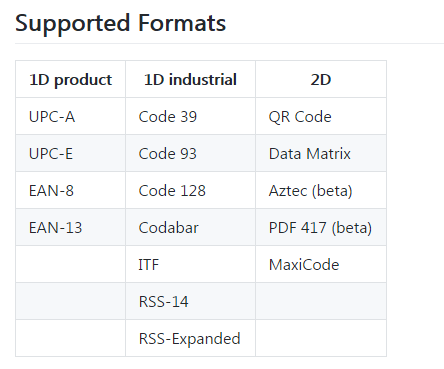 Supported Formats
1D product 1D industrial 2D
UPC-A Code 39 QR Code
UPC-E Code 93 Data Matrix
EAN-8 Code 128 Aztec (beta)
EAN-13 Codabar PDF 417 (beta)
ITF MaxiCode
RSS-14
RSS-Expanded